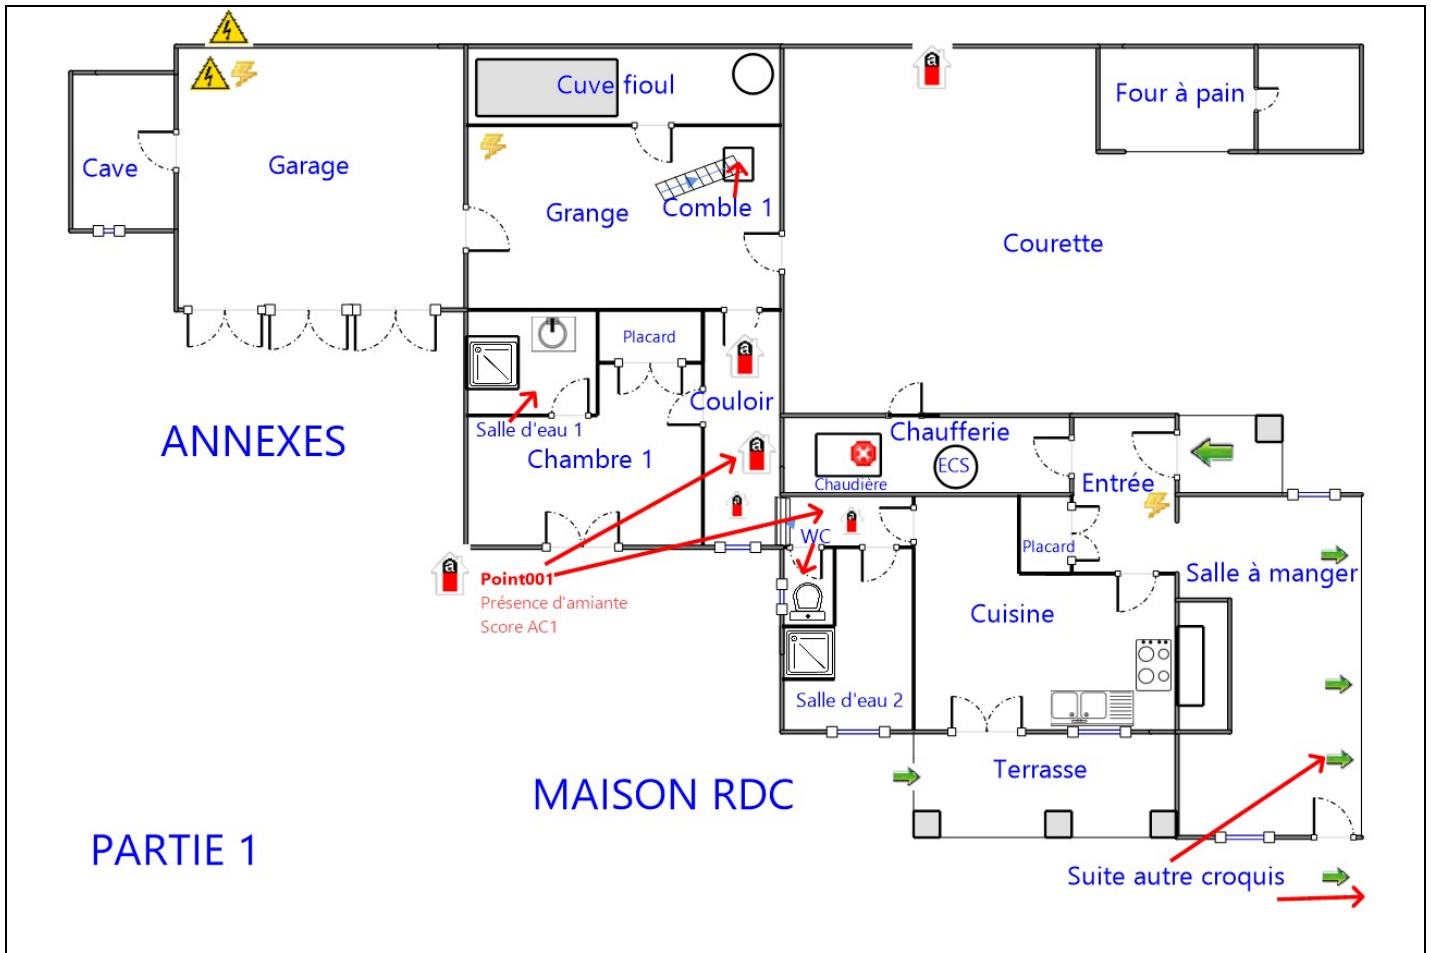 Cuve fioul
Four à pain
Cave
Garage
Grange
Comble 1
Courette
Placard
Couloir
Salle d'eau 1
Chambre 1
ANNEXES
Chaufferie
ECS
Chaudière
Entrée
WC
Placard
Salle à manger
Point001
Présence d'amiante
Score AC1
Cuisine
Salle d'eau 2
Terrasse
MAISON RDC
PARTIE 1
Suite autre croquis
a
a
a
a
a
a